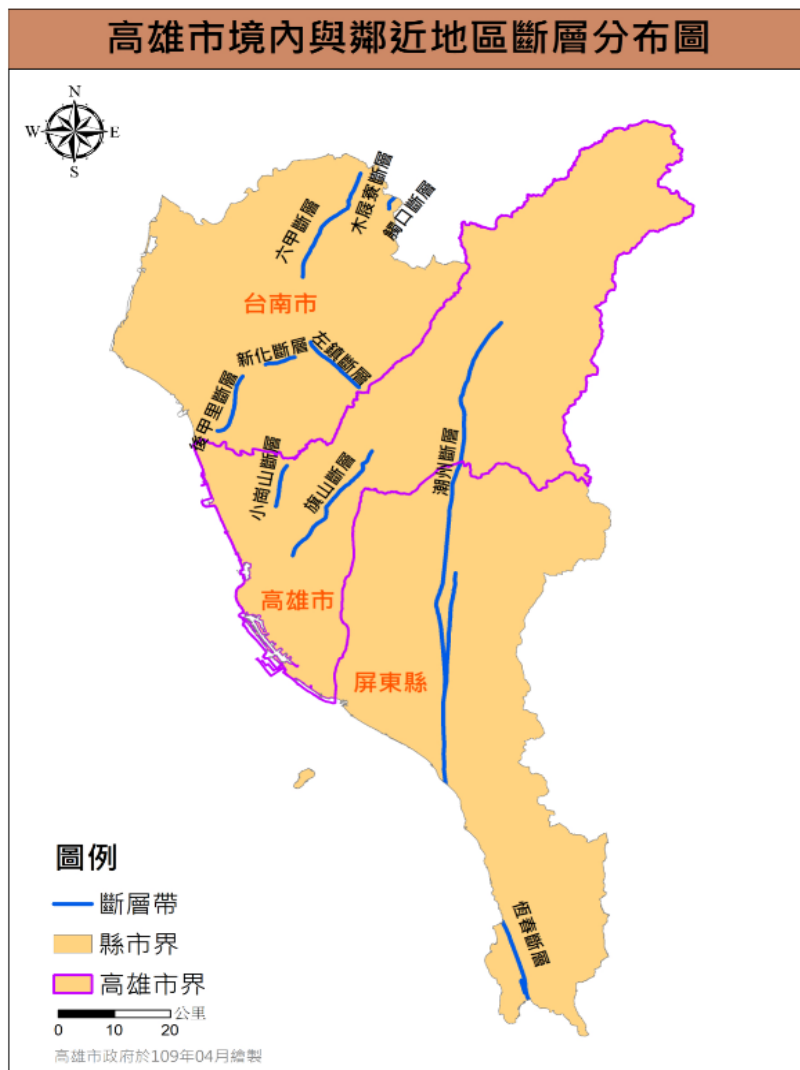 高雄市境內與鄰近地區斷層分布圖
N
W
E
S
木屐寮斷層
觸口斷層
六甲斷層
台南市
新化斷層
左鎮斷層
後甲里斷層
小崗山斷層
旗山斷層
潮州斷層
高雄市
屏東縣
恆春斷層
圖例
斷層帶
縣市界
高雄市界
公里
0 10 20
高雄市政府於109年04月繪製